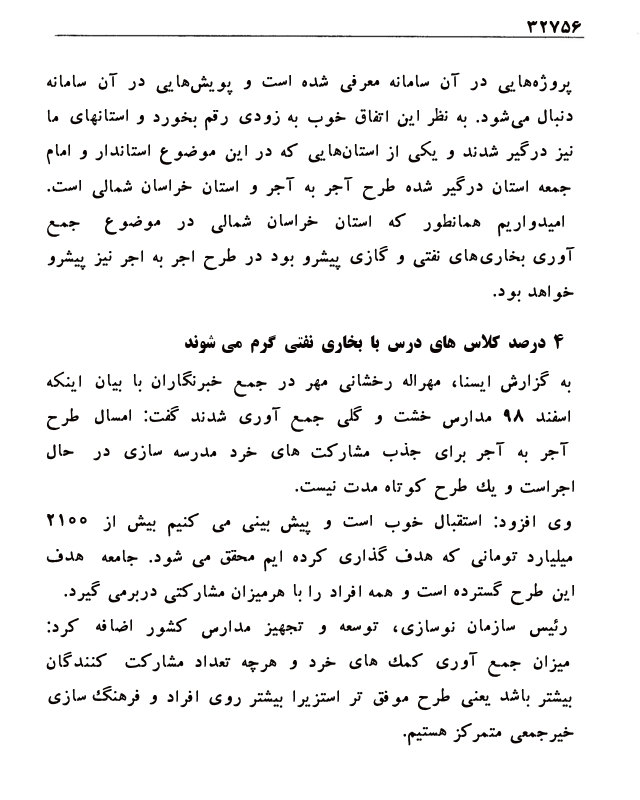 ۳۲۷۵۶
پروژه‌هایی در آن سامانه معرفی شده است و پویش‌هایی در آن سامانه
دنبال می‌شود. به نظر این اتفاق خوب به زودی رقم بخورد و استانهای ما
نیز درگیر شدند و یکی از استان‌هایی که در این موضوع استاندار و امام
جمعه استان درگیر شده طرح آجر به آجر و استان خراسان شمالی است.
امیدواریم همانطور که استان خراسان شمالی در موضوع جمع
آوری بخاری‌های نفتی و گازی پیشرو بود در طرح اجر به اجر نیز پیشرو
خواهد بود.
۴ درصد کلاس های درس با بخاری نفتی گرم می شوند
به گزارش ایسنا، مهراله رخشانی مهر در جمع خبرنگاران با بیان اینکه
اسفند ۹۸ مدارس خشت و گلی جمع آوری شدند گفت: امسال طرح
آجر به آجر برای جذب مشارکت های خرد مدرسه سازی در حال
اجراست و یك طرح کوتاه مدت نیست.
وی افزود: استقبال خوب است و پیش بینی می کنیم بیش از ۲۱۰۰
میلیارد تومانی که هدف گذاری کرده ایم محقق می شود. جامعه هدف
این طرح گسترده است و همه افراد را با هرمیزان مشارکتی دربرمی گیرد.
رئیس سازمان نوسازی، توسعه و تجهیز مدارس کشور اضافه کرد:
میزان جمع آوری کمك های خرد و هرچه تعداد مشارکت کنندگان
بیشتر باشد یعنی طرح موفق تر استزیرا بیشتر روی افراد و فرهنگ سازی
خیرجمعی متمرکز هستیم.